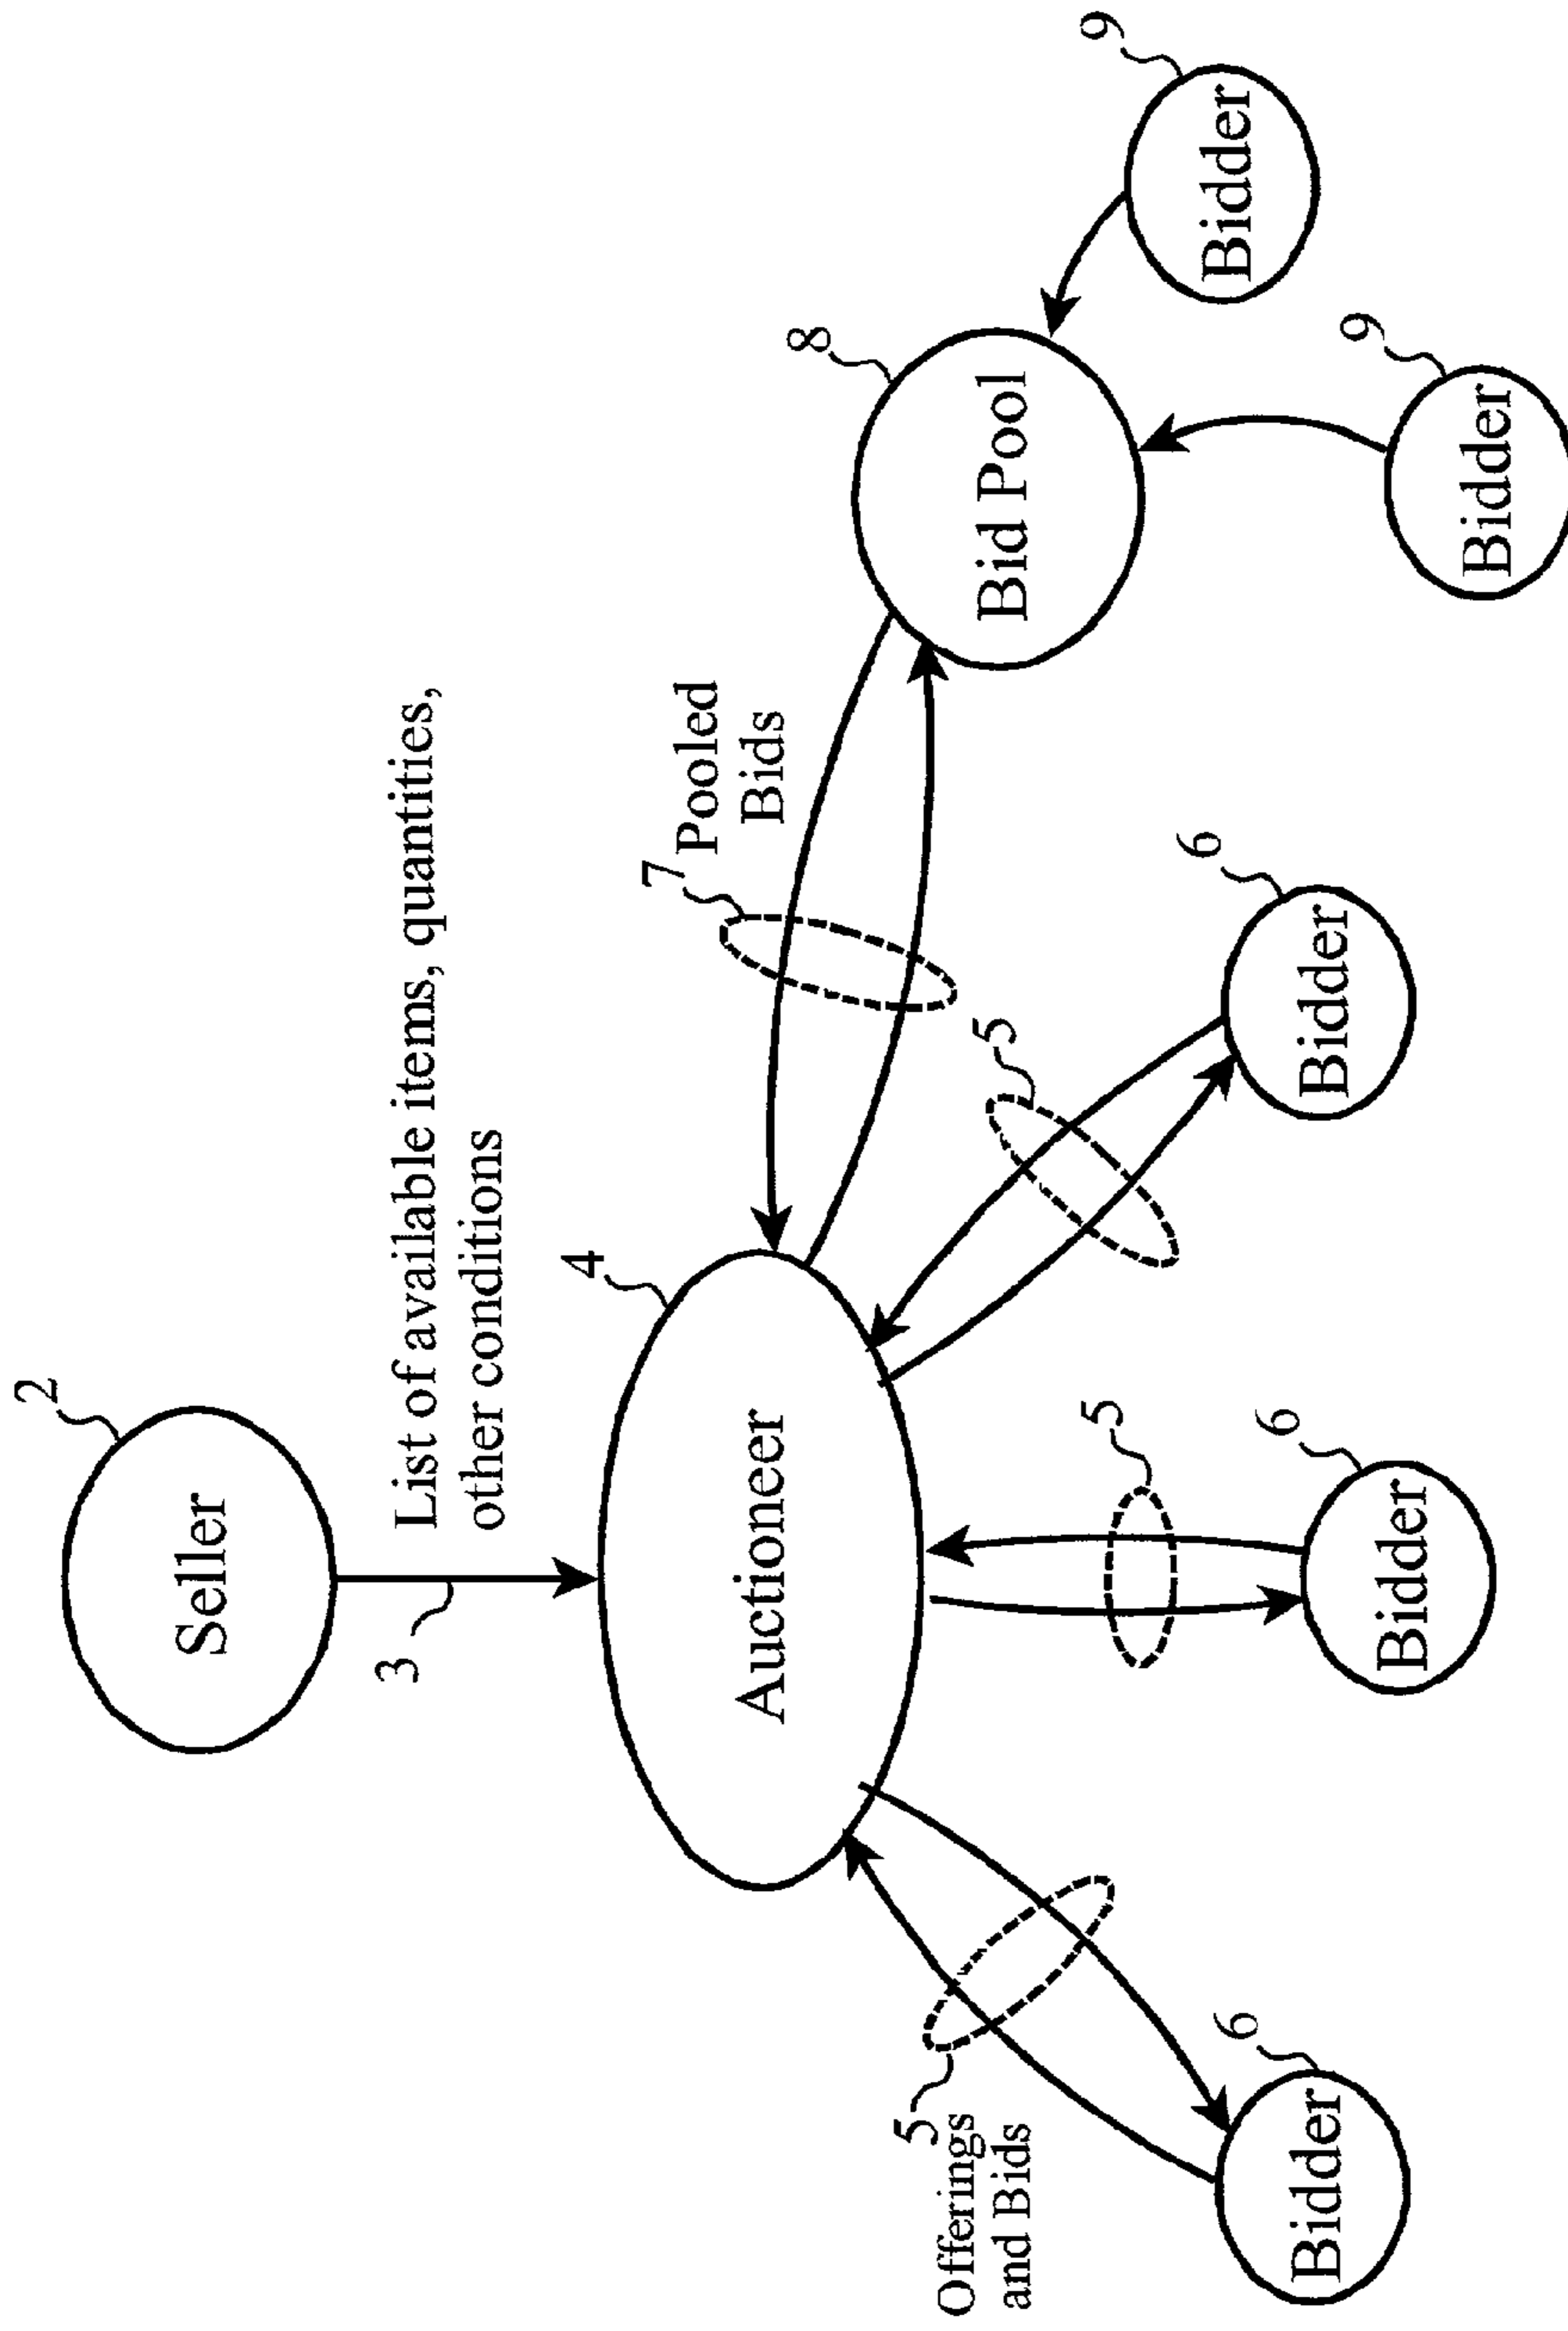 2
Seller
3
List of available items, quantities,
other conditions
4
Auctioneer
7
Pooled
Bids
8
Bid Pool
9
Bidder
9
Bidder
5
Offerings
and Bids
5
5
6
Bidder
6
Bidder
6
Bidder